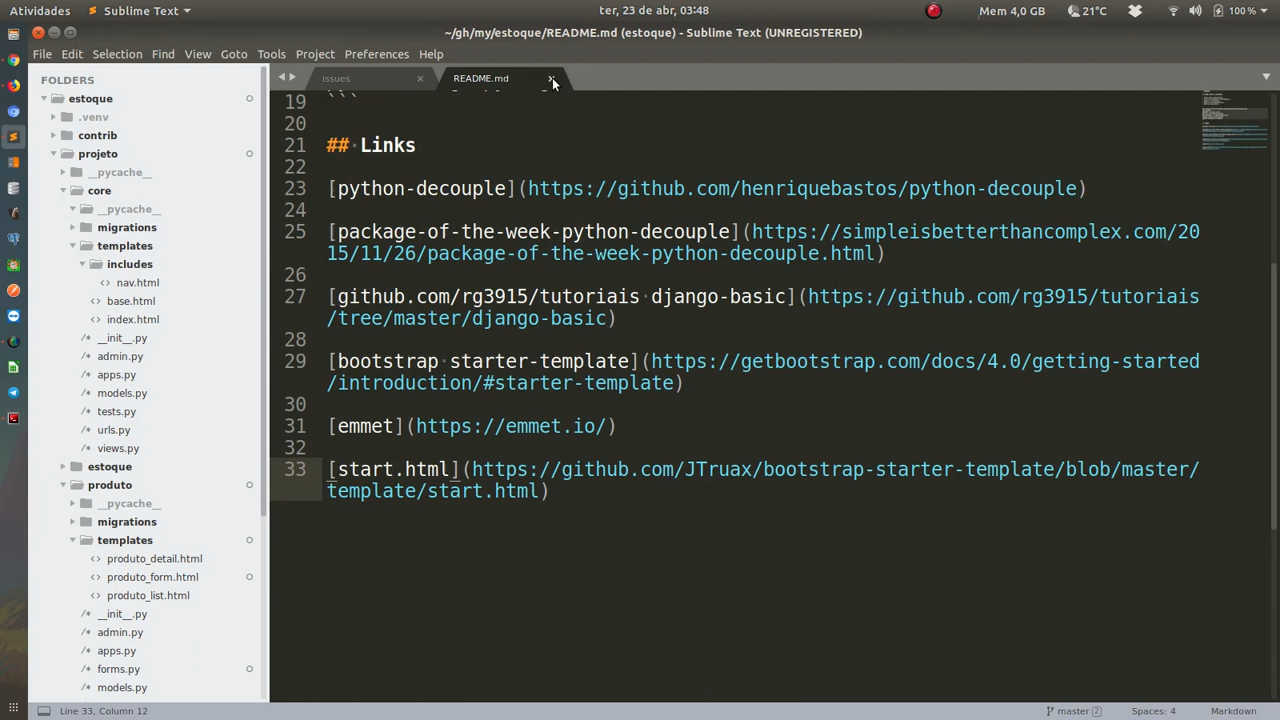 Atividades
Sublime Text
ter, 23 de abr, 03:48
Mem 4,0 GB
21°C
100 %
~/gh/my/estoque/README.md (estoque) - Sublime Text (UNREGISTERED)
File Edit Selection Find View Goto Tools Project Preferences Help
FOLDERS
estoque
.venv
contrib
projeto
__pycache__
core
__pycache__
migrations
templates
includes
nav.html
base.html
index.html
__init__.py
admin.py
apps.py
models.py
tests.py
urls.py
views.py
estoque
produto
__pycache__
migrations
templates
produto_detail.html
produto_form.html
produto_list.html
__init__.py
admin.py
apps.py
forms.py
models.py
issues
README.md
19 ```
20
21 ## Links
22
23 [python-decouple](https://github.com/henriquebastos/python-decouple)
24
25 [package-of-the-week-python-decouple](https://simpleisbetterthancomplex.com/20
15/11/26/package-of-the-week-python-decouple.html)
26
27 [github.com/rg3915/tutoriais django-basic](https://github.com/rg3915/tutoriais
/tree/master/django-basic)
28
29 [bootstrap starter-template](https://getbootstrap.com/docs/4.0/getting-started
/introduction/#starter-template)
30
31 [emmet](https://emmet.io/)
32
33 [start.html](https://github.com/JTruax/bootstrap-starter-template/blob/master/
template/start.html)
Line 33, Column 12
master 2
Spaces: 4
Markdown